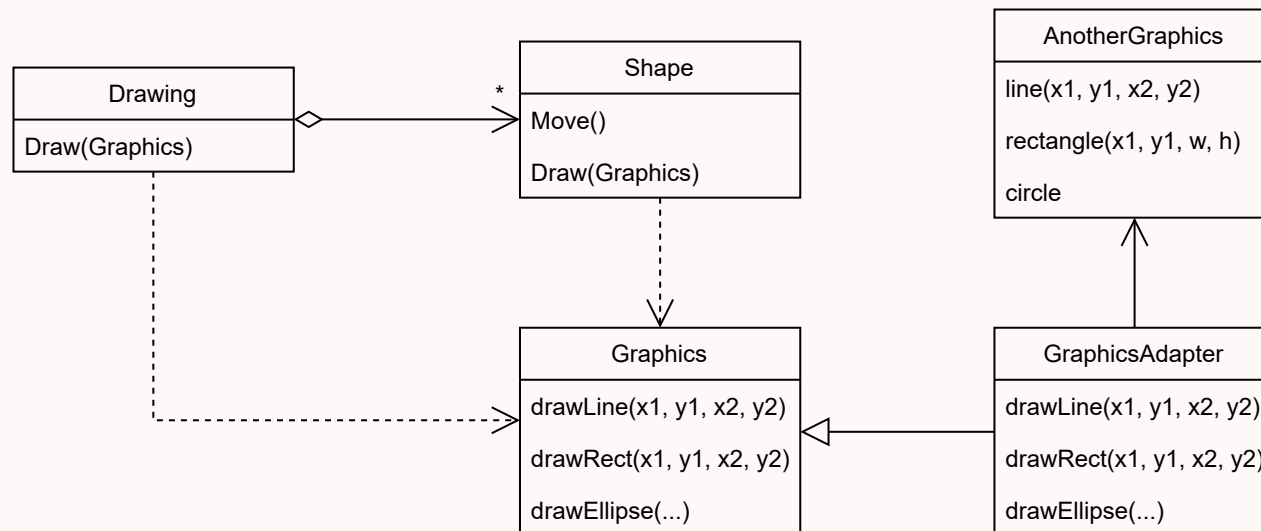 Drawing
Draw(Graphics)
*
Shape
Move()
Draw(Graphics)
AnotherGraphics
line(x1, y1, x2, y2)
rectangle(x1, y1, w, h)
circle
Graphics
drawLine(x1, y1, x2, y2)
drawRect(x1, y1, x2, y2)
drawEllipse(...)
GraphicsAdapter
drawLine(x1, y1, x2, y2)
drawRect(x1, y1, x2, y2)
drawEllipse(...)